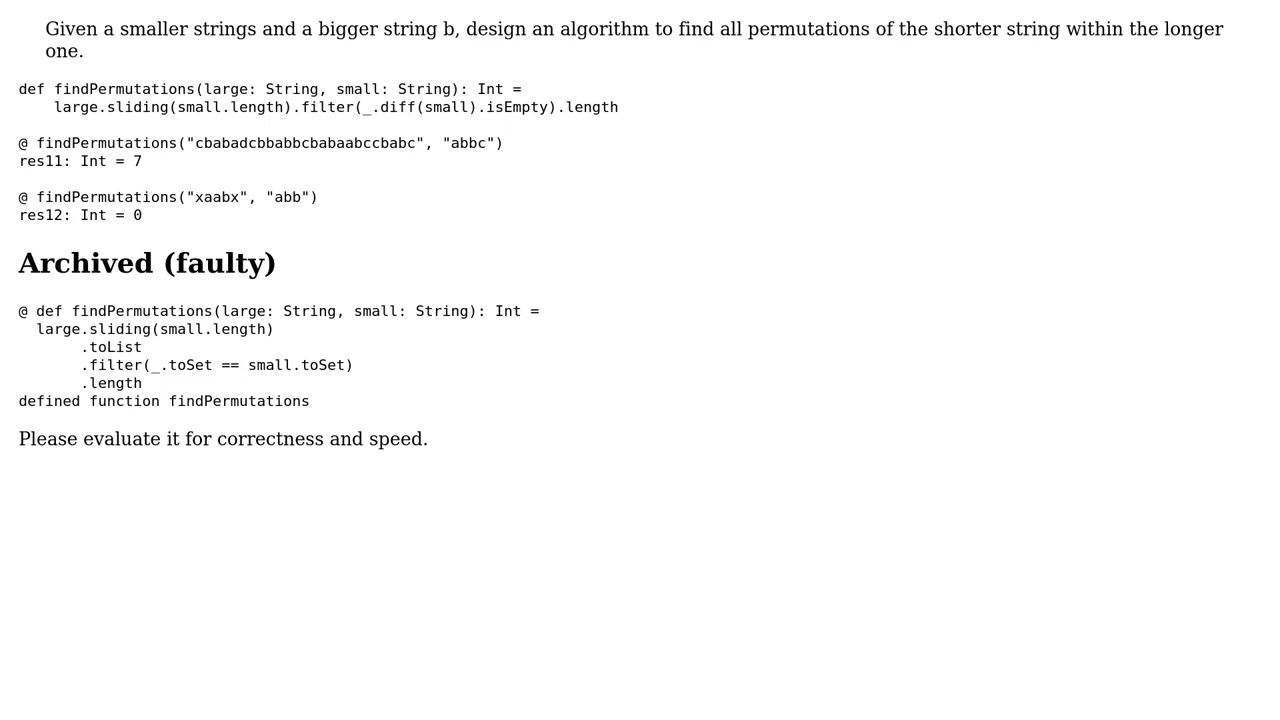 Given a smaller strings and a bigger string b, design an algorithm to find all permutations of the shorter string within the longer
one.
def findPermutations(large: String, small: String): Int =
    large.sliding(small.length).filter(_.diff(small).isEmpty).length
@ findPermutations("cbabadcbbabbcbabaabccbabc", "abbc")
res11: Int = 7
@ findPermutations("xaabx", "abb")
res12: Int = 0
Archived (faulty)
@ def findPermutations(large: String, small: String): Int =
  large.sliding(small.length)
       .toList
       .filter(_.toSet == small.toSet)
       .length
defined function findPermutations
Please evaluate it for correctness and speed.